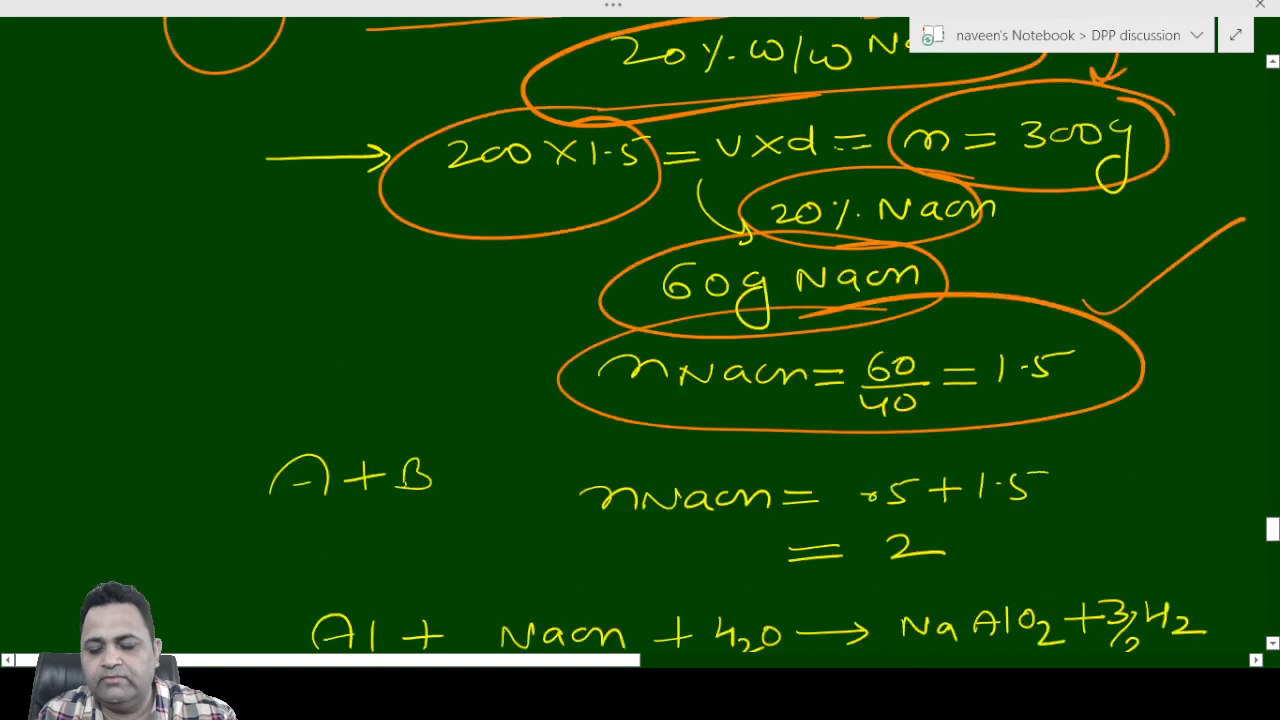 naveen's Notebook > DPP discussion
20%. w/w
200 × 1.5 = v×d = m = 300g
20%. NaOH
60g NaOH
nNaOH = 60/40 = 1.5
A + B nNaOH = .5 + 1.5
= 2
Al + NaOH + H2O → NaAlO2 + 3/2 H2